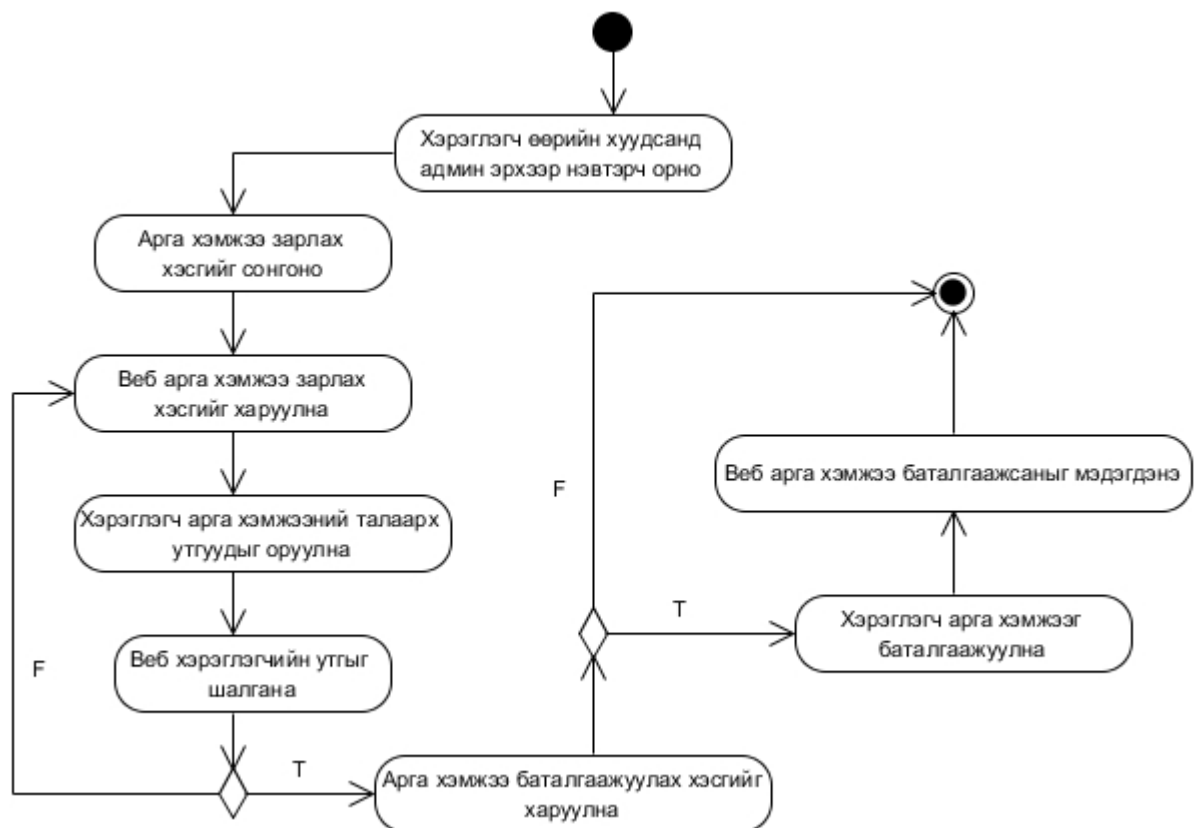 Хэрэглэгч өөрийн хуудсанд
админ эрхээр нэвтэрч орно
Арга хэмжээ зарлах
хэсгийг сонгоно
Веб арга хэмжээ зарлах
хэсгийг харуулна
Хэрэглэгч арга хэмжээний талаарх
утгуудыг оруулна
Веб хэрэглэгчийн утгыг
шалгана
F
T
Арга хэмжээ баталгаажуулах хэсгийг
харуулна
F
T
Хэрэглэгч арга хэмжээг
баталгаажуулна
Веб арга хэмжээ баталгаажсаныг мэдэгдэнэ